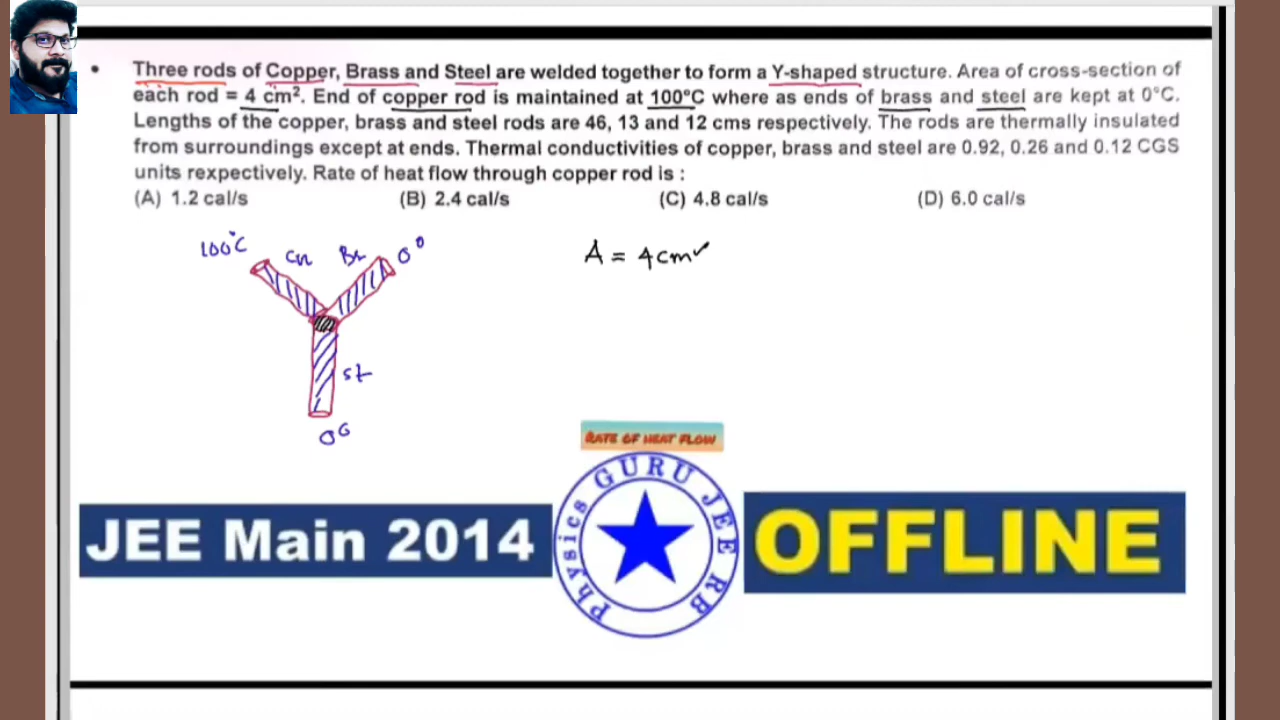 • Three rods of Copper, Brass and Steel are welded together to form a Y-shaped structure. Area of cross-section of
each rod = 4 cm². End of copper rod is maintained at 100°C where as ends of brass and steel are kept at 0°C.
Lengths of the copper, brass and steel rods are 46, 13 and 12 cms respectively. The rods are thermally insulated
from surroundings except at ends. Thermal conductivities of copper, brass and steel are 0.92, 0.26 and 0.12 CGS
units rexpectively. Rate of heat flow through copper rod is :
(A) 1.2 cal/s (B) 2.4 cal/s (C) 4.8 cal/s (D) 6.0 cal/s
100°C Cu Br 0°
A = 4cm²
st
0°
RATE OF HEAT FLOW
JEE Main 2014
Physics GURU JEE RB
OFFLINE